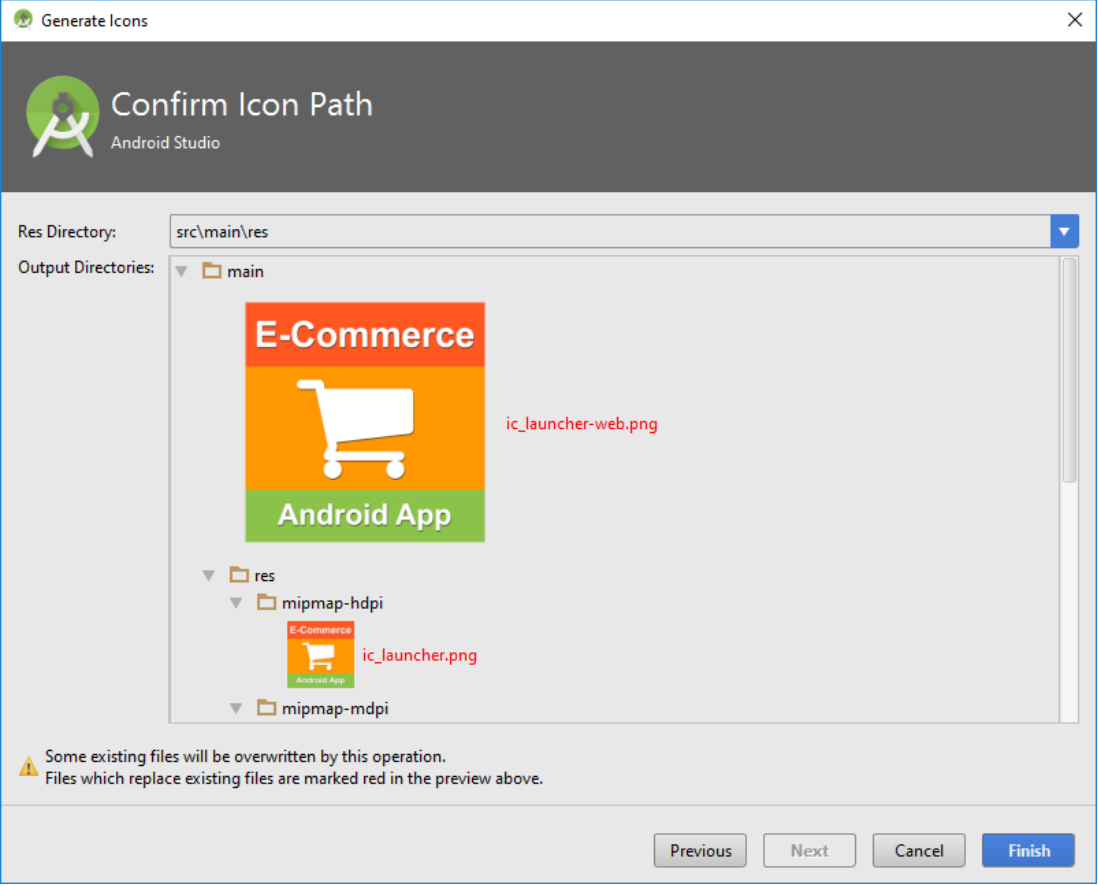 Generate Icons
Confirm Icon Path
Android Studio
Res Directory:
src\main\res
Output Directories:
main
E-Commerce
Android App
ic_launcher-web.png
res
mipmap-hdpi
E-Commerce
Android App
ic_launcher.png
mipmap-mdpi
Some existing files will be overwritten by this operation.
Files which replace existing files are marked red in the preview above.
Previous
Next
Cancel
Finish